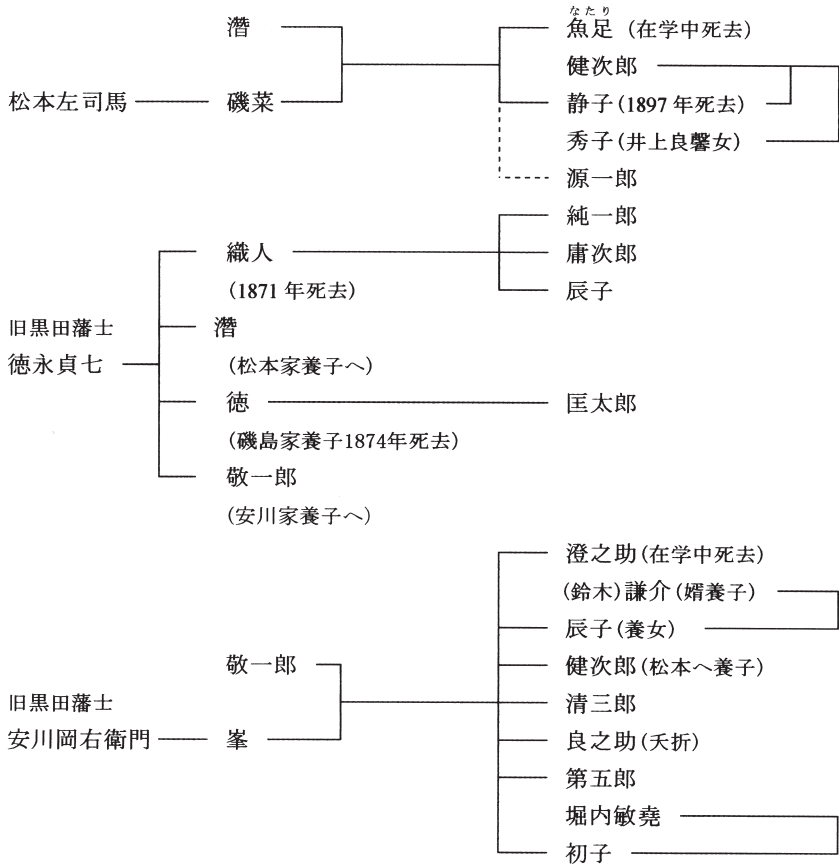 なたり
潛 魚足 (在学中死去)
健次郎
松本左司馬 磯菜 静子 (1897年死去)
秀子 (井上良馨女)
源一郎
純一郎
織人 庸次郎
(1871年死去) 辰子
旧黒田藩士 潛
徳永貞七 (松本家養子へ)
徳 匡太郎
(磯島家養子1874年死去)
敬一郎
(安川家養子へ)
澄之助 (在学中死去)
(鈴木)謙介 (婿養子)
辰子 (養女)
敬一郎 健次郎 (松本へ養子)
旧黒田藩士 清三郎
安川岡右衛門 峯 良之助 (夭折)
第五郎
堀内敏堯
初子